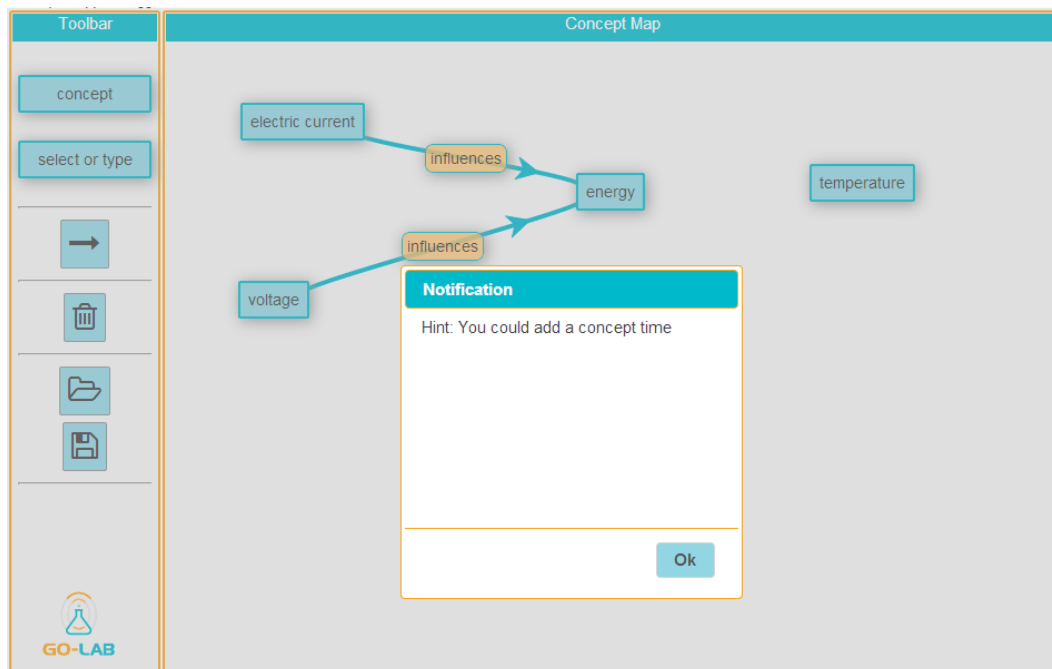 Toolbar
Concept Map
concept
select or type
electric current
influences
energy
temperature
influences
voltage
Notification
Hint: You could add a concept time
Ok
GO-LAB